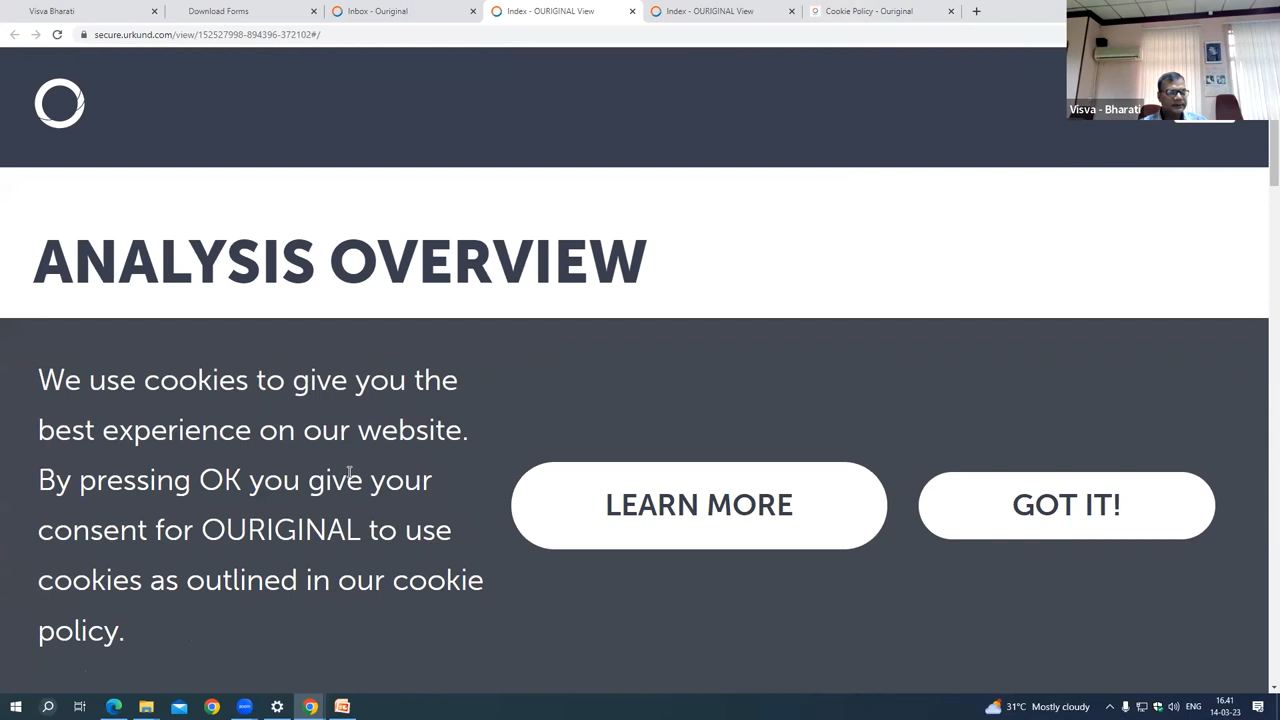 Visva Bharati
Download Forms
Inbox - Ouriginal
Index - OURIGINAL View
Index - OURIGINAL View
Cookie Policy - Ouriginal
secure.urkund.com/view/152527998-894396-372102#/
Visva - Bharati
ANALYSIS OVERVIEW
We use cookies to give you the
best experience on our website.
By pressing OK you give your
consent for OURIGINAL to use
cookies as outlined in our cookie
policy.
LEARN MORE
GOT IT!
zoom
31°C Mostly cloudy
ENG
16.41
14-03-23